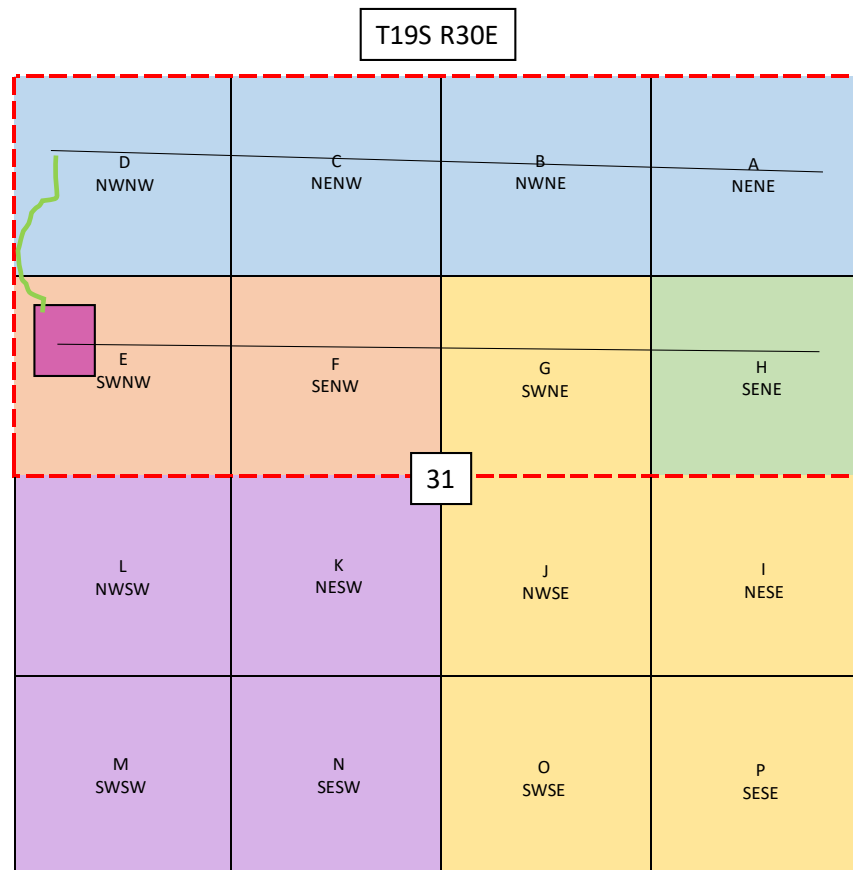 T19S R30E
D
NWNW
C
NENW
B
NWNE
A
NENE
E
SWNW
F
SENW
G
SWNE
H
SENE
31
L
NWSW
K
NESW
J
NWSE
I
NESE
M
SWSW
N
SESW
O
SWSE
P
SESE